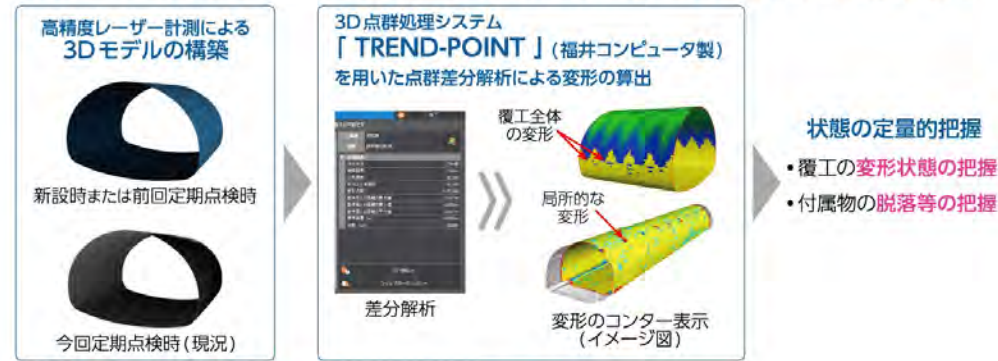 高精度レーザー計測による
3Dモデルの構築
新設時または前回定期点検時
今回定期点検時(現況)
3D点群処理システム
「 TREND-POINT 」(福井コンピュータ製)
を用いた点群差分解析による変形の算出
差分解析
覆工全体
の変形
局所的な
変形
変形のコンター表示
(イメージ図)
状態の定量的把握
•覆工の変形状態の把握
•付属物の脱落等の把握